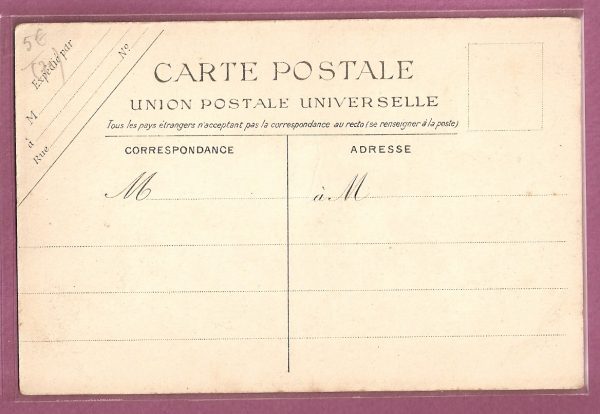 5€
Expédié par
M
à
Rue Nº
CARTE POSTALE
UNION POSTALE UNIVERSELLE
Tous les pays étrangers n'acceptant pas la correspondance au recto (se renseigner à la poste)
CORRESPONDANCE ADRESSE
M à M